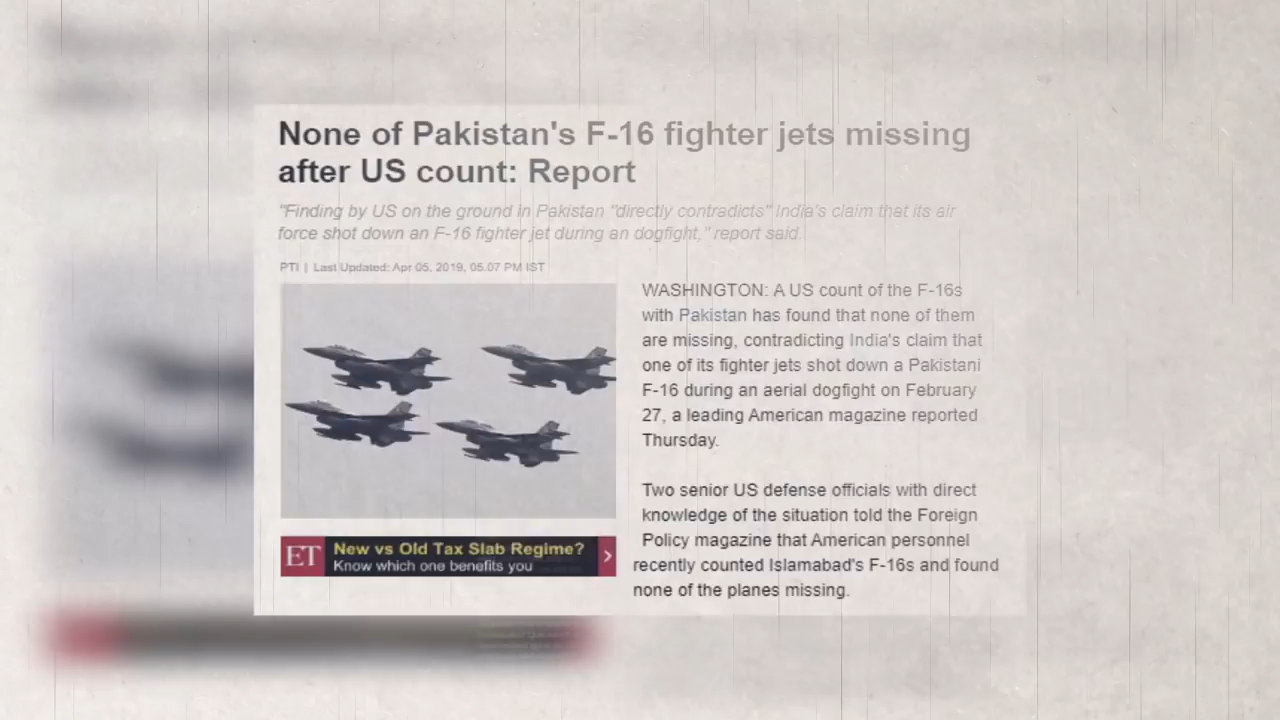 None of Pakistan's F-16 fighter jets missing
after US count: Report
"Finding by US on the ground in Pakistan "directly contradicts" India's claim that its air
force shot down an F-16 fighter jet during an dogfight," report said.
PTI | Last Updated: Apr 05, 2019, 05.07 PM IST
WASHINGTON: A US count of the F-16s
with Pakistan has found that none of them
are missing, contradicting India's claim that
one of its fighter jets shot down a Pakistani
F-16 during an aerial dogfight on February
27, a leading American magazine reported
Thursday.
Two senior US defense officials with direct
knowledge of the situation told the Foreign
Policy magazine that American personnel
recently counted Islamabad's F-16s and found
none of the planes missing.
ET
New vs Old Tax Slab Regime?
Know which one benefits you